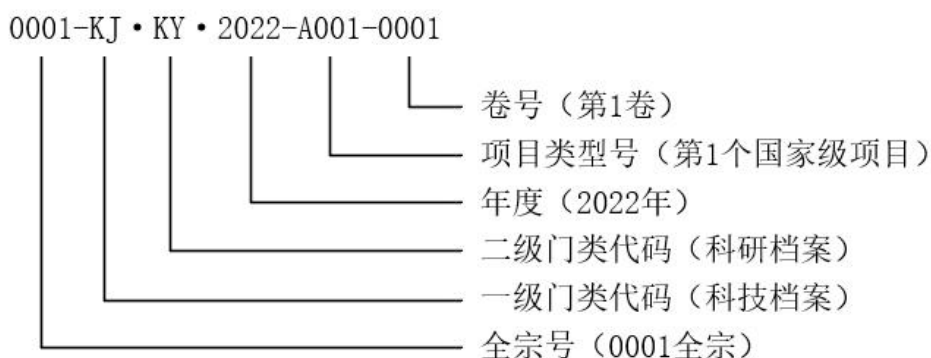 0001-KJ·KY·2022-A001-0001
卷号（第1卷）
项目类型号（第1个国家级项目）
年度（2022年）
二级门类代码（科研档案）
一级门类代码（科技档案）
全宗号（0001全宗）